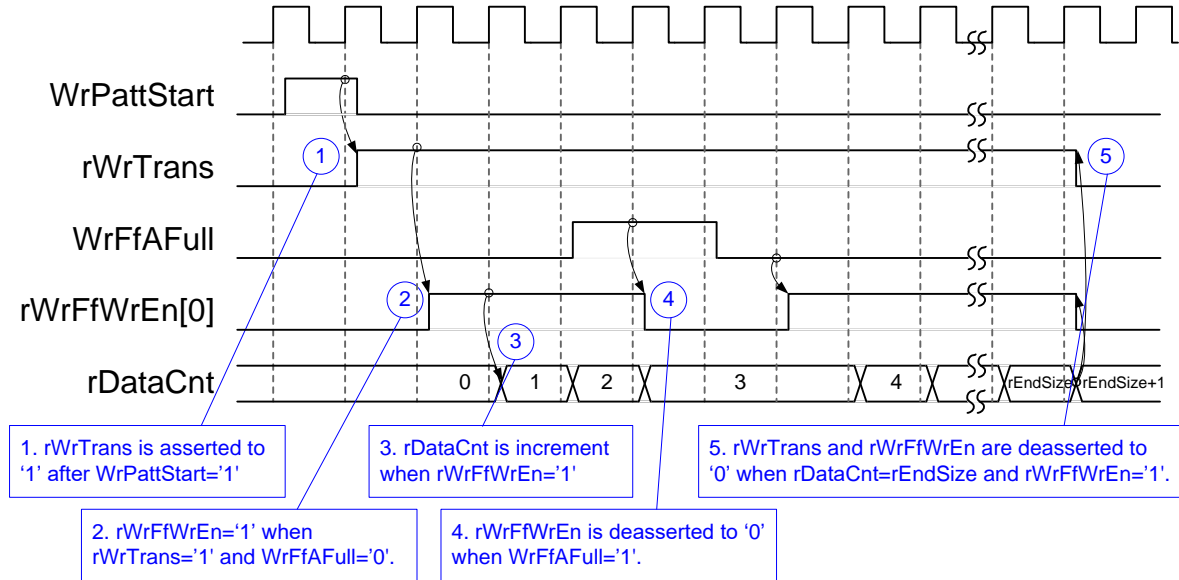 WrPattStart
rWrTrans
1
5
WrFfAFull
rWrFfWrEn[0]
2
4
3
rDataCnt
0
1
2
3
4
rEndSize
rEndSize+1
1. rWrTrans is asserted to
‘1’ after WrPattStart=’1’
3. rDataCnt is increment
when rWrFfWrEn=’1’
5. rWrTrans and rWrFfWrEn are deasserted to
‘0’ when rDataCnt=rEndSize and rWrFfWrEn=’1’.
2. rWrFfWrEn=‘1’ when
rWrTrans=’1’ and WrFfAFull=’0’.
4. rWrFfWrEn is deasserted to ‘0’
when WrFfAFull=’1’.